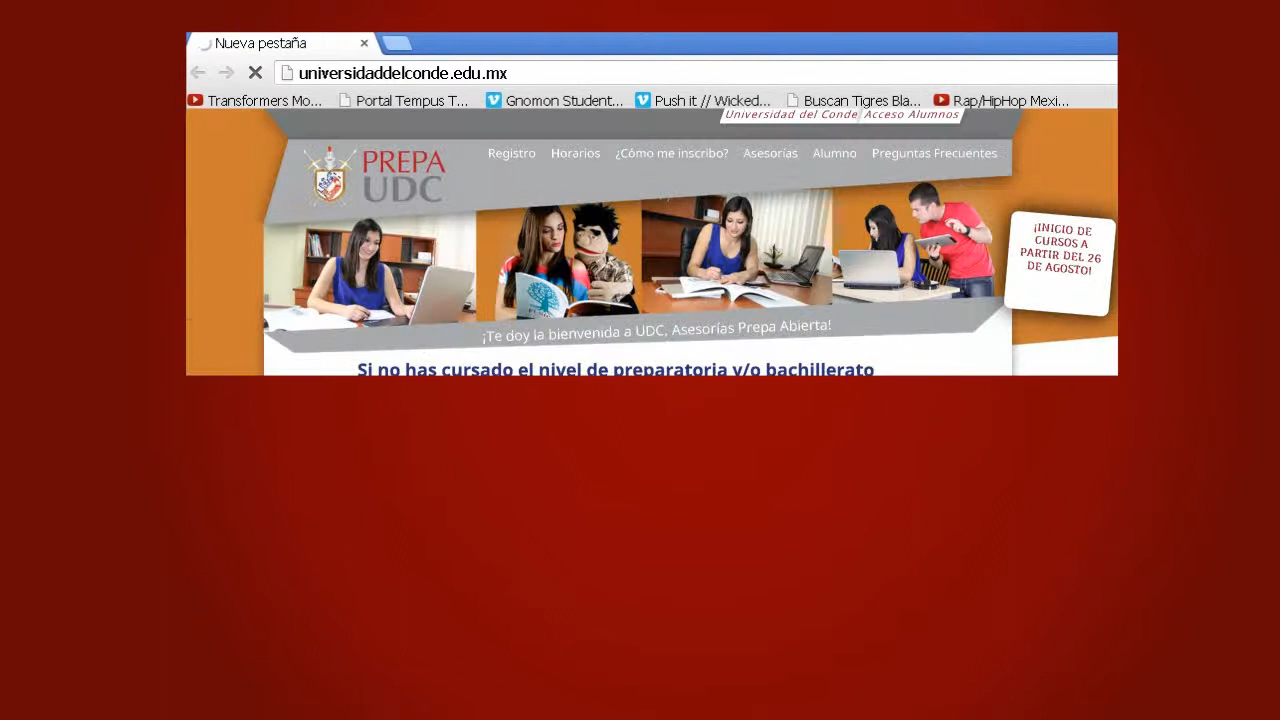 Nueva pestaña
universidaddelconde.edu.mx
Transformers Mo... Portal Tempus T... Gnomon Student... Push it // Wicked... Buscan Tigres Bla... Rap/HipHop Mexi...
Universidad del Conde Acceso Alumnos
PREPA
UDC
Registro Horarios ¿Cómo me inscribo? Asesorías Alumno Preguntas Frecuentes
¡INICIO DE
CURSOS A
PARTIR DEL 26
DE AGOSTO!
¡Te doy la bienvenida a UDC, Asesorías Prepa Abierta!
Si no has cursado el nivel de preparatoria y/o bachillerato